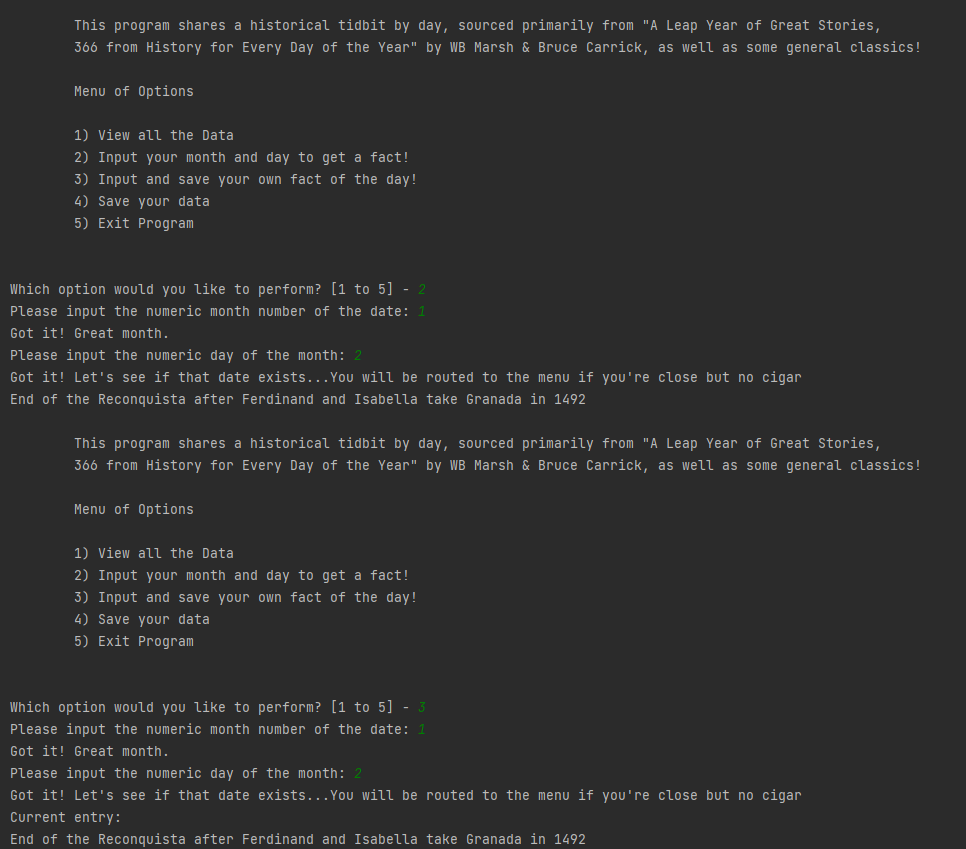 This program shares a historical tidbit by day, sourced primarily from "A Leap Year of Great Stories,
366 from History for Every Day of the Year" by WB Marsh & Bruce Carrick, as well as some general classics!
Menu of Options
1) View all the Data
2) Input your month and day to get a fact!
3) Input and save your own fact of the day!
4) Save your data
5) Exit Program
Which option would you like to perform? [1 to 5] - 2
Please input the numeric month number of the date: 1
Got it! Great month.
Please input the numeric day of the month: 2
Got it! Let's see if that date exists...You will be routed to the menu if you're close but no cigar
End of the Reconquista after Ferdinand and Isabella take Granada in 1492
This program shares a historical tidbit by day, sourced primarily from "A Leap Year of Great Stories,
366 from History for Every Day of the Year" by WB Marsh & Bruce Carrick, as well as some general classics!
Menu of Options
1) View all the Data
2) Input your month and day to get a fact!
3) Input and save your own fact of the day!
4) Save your data
5) Exit Program
Which option would you like to perform? [1 to 5] - 3
Please input the numeric month number of the date: 1
Got it! Great month.
Please input the numeric day of the month: 2
Got it! Let's see if that date exists...You will be routed to the menu if you're close but no cigar
Current entry:
End of the Reconquista after Ferdinand and Isabella take Granada in 1492